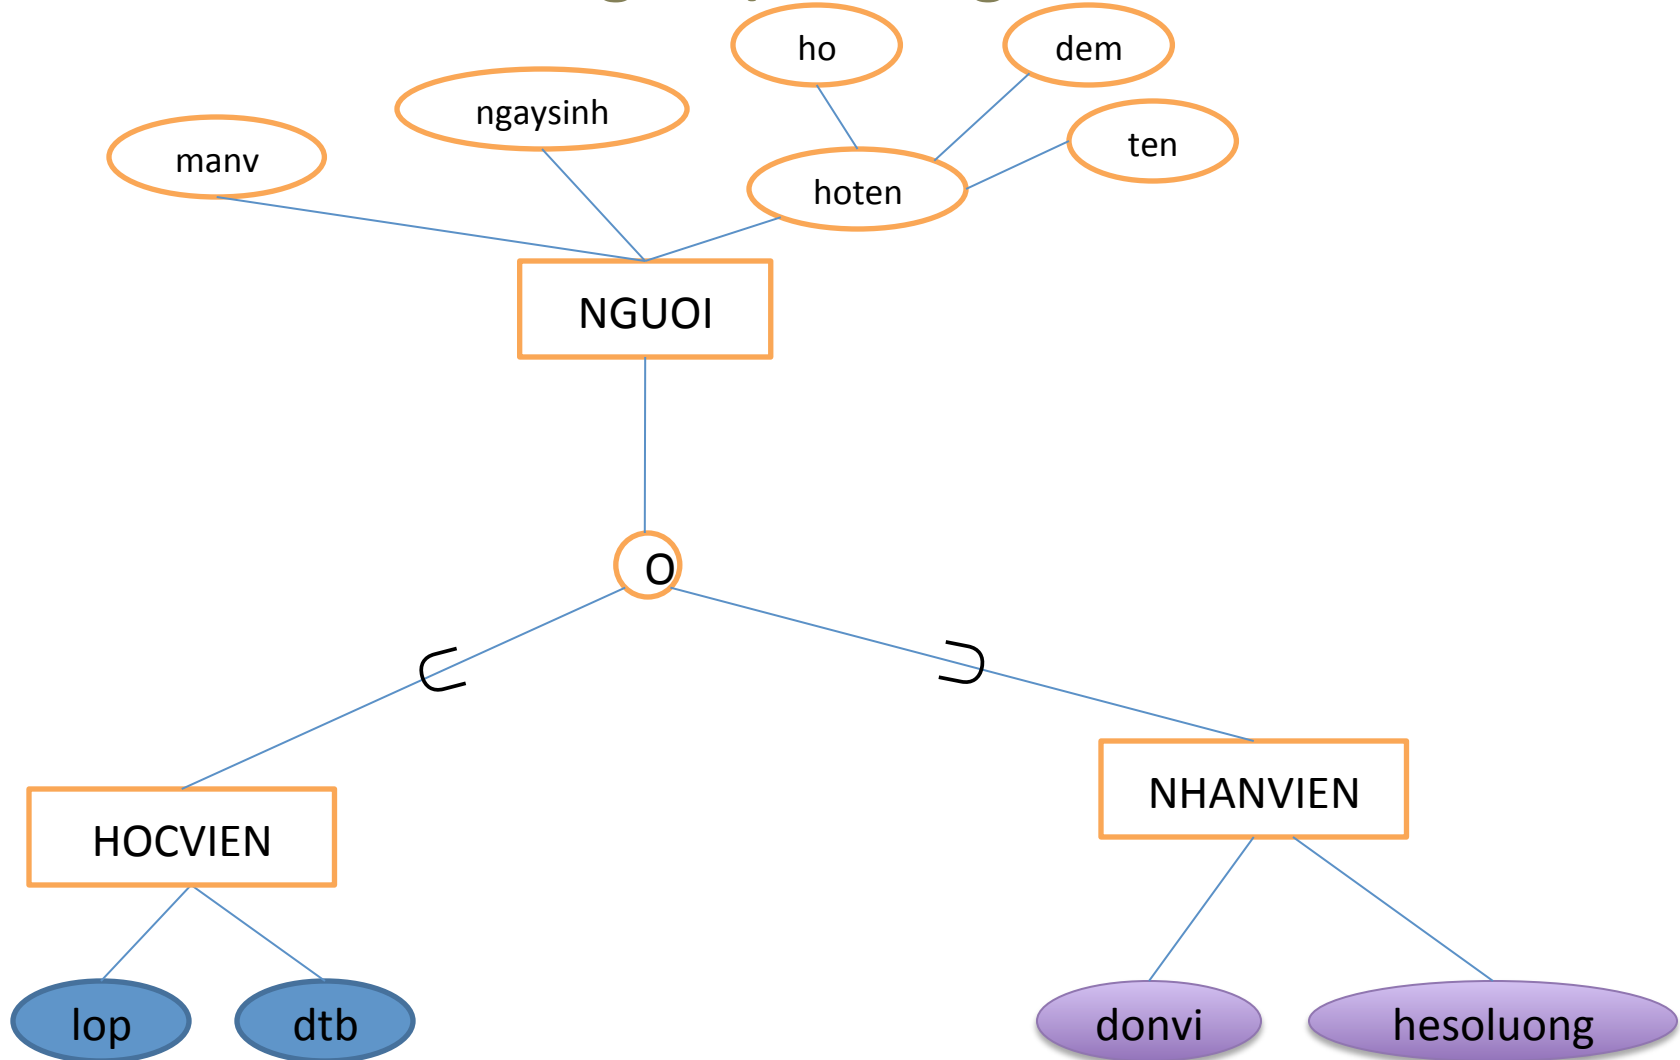 ho
dem
ngaysinh
ten
manv
hoten
NGUOI
O
NHANVIEN
HOCVIEN
lop
dtb
donvi
hesoluong